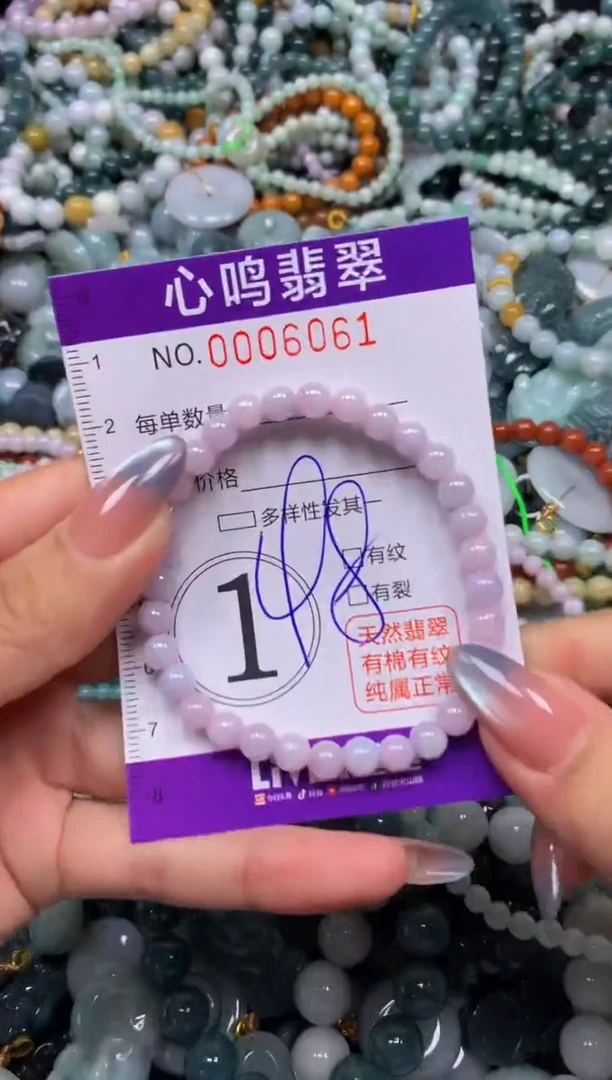 心鸣翡翠
NO.0006061
1
2
每单数量
价格
多样性发其一
有纹
有裂
48
1
天然翡翠
有棉有纹
纯属正常
7
8